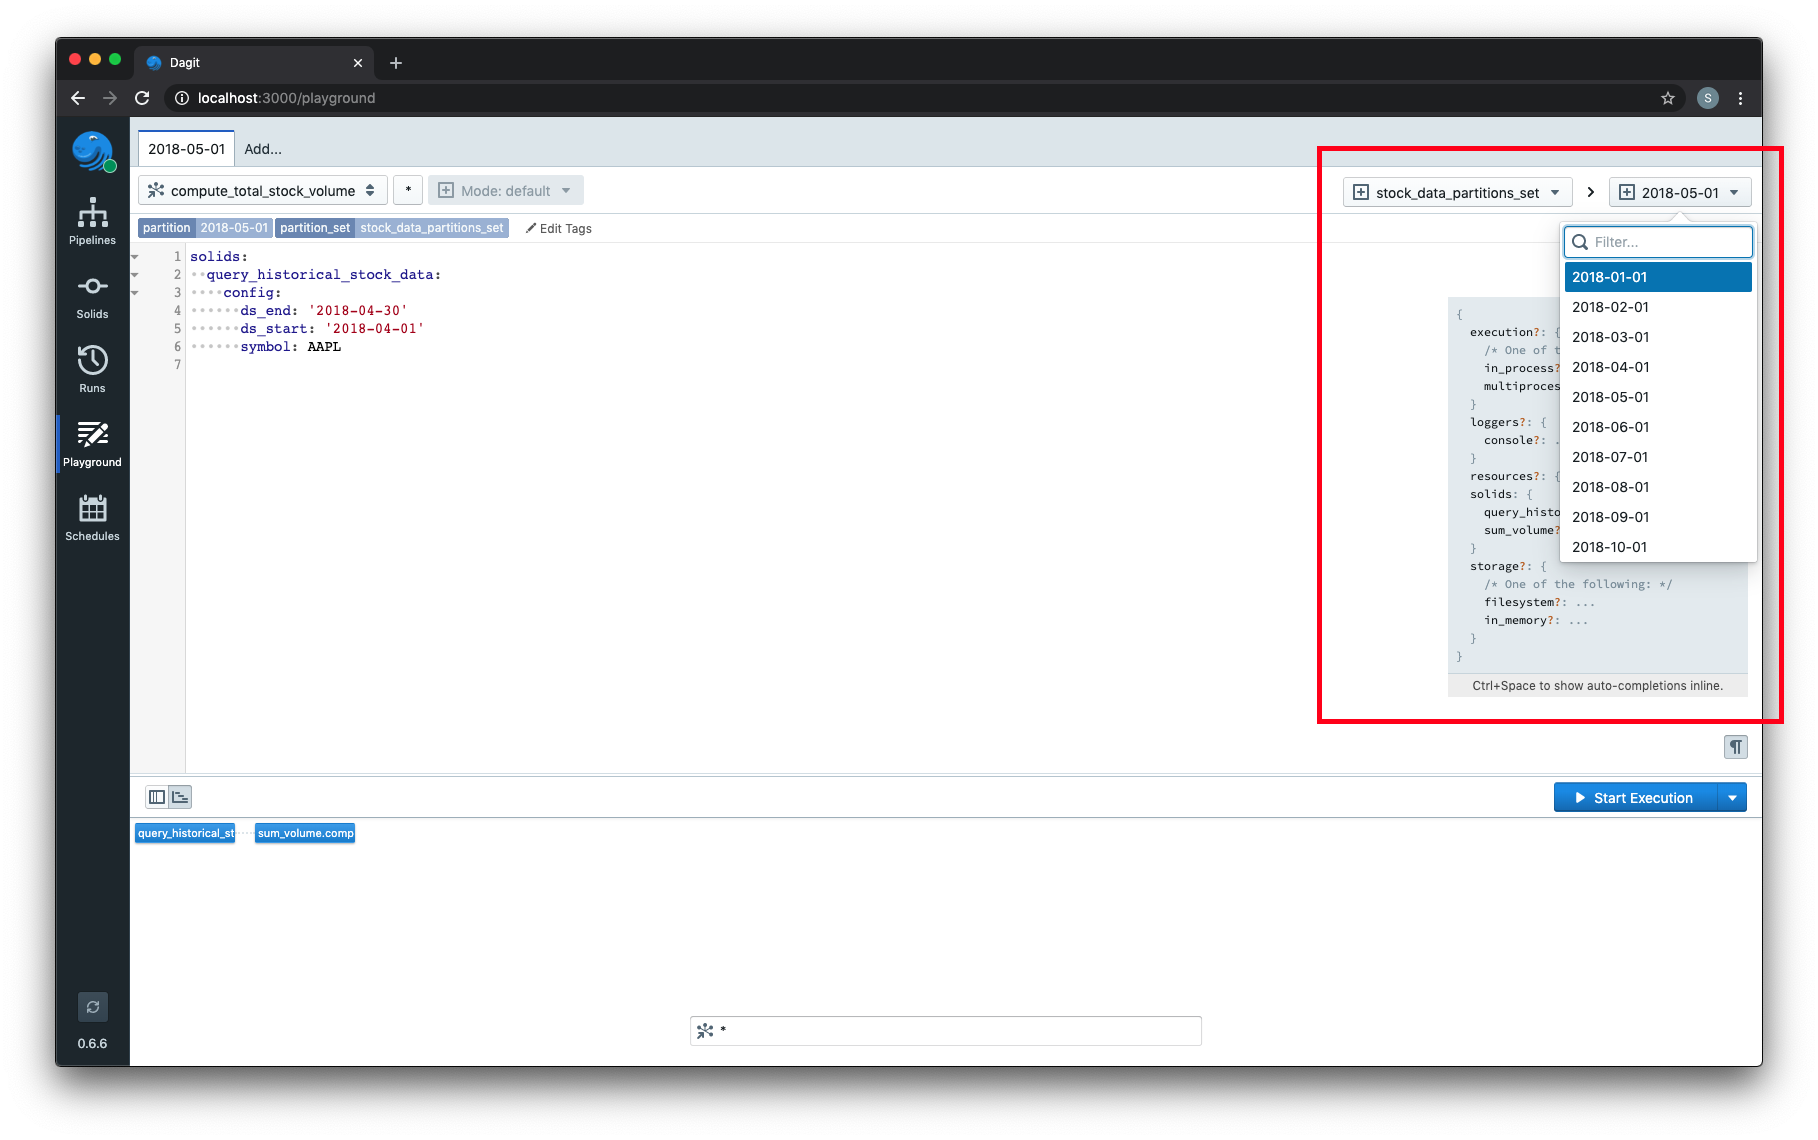 Dagit
localhost:3000/playground
S
2018-05-01 Add...
compute_total_stock_volume * Mode: default stock_data_partitions_set 2018-05-01
partition 2018-05-01 partition_set stock_data_partitions_set Edit Tags
Pipelines
Solids
Runs
Playground
Schedules
0.6.6
1 solids:
2 query_historical_stock_data:
3 config:
4 ds_end: '2018-04-30'
5 ds_start: '2018-04-01'
6 symbol: AAPL
7
Filter...
2018-01-01
2018-02-01
2018-03-01
2018-04-01
2018-05-01
2018-06-01
2018-07-01
2018-08-01
2018-09-01
2018-10-01
{
execution?: {
/* One of t
in_process?
multiproces
}
loggers?: {
console?: .
}
resources?: {
solids: {
query_histo
sum_volume?
}
storage?: {
/* One of the following: */
filesystem?: ...
in_memory?: ...
}
}
Ctrl+Space to show auto-completions inline.
¶
Start Execution
query_historical_st sum_volume.comp
*